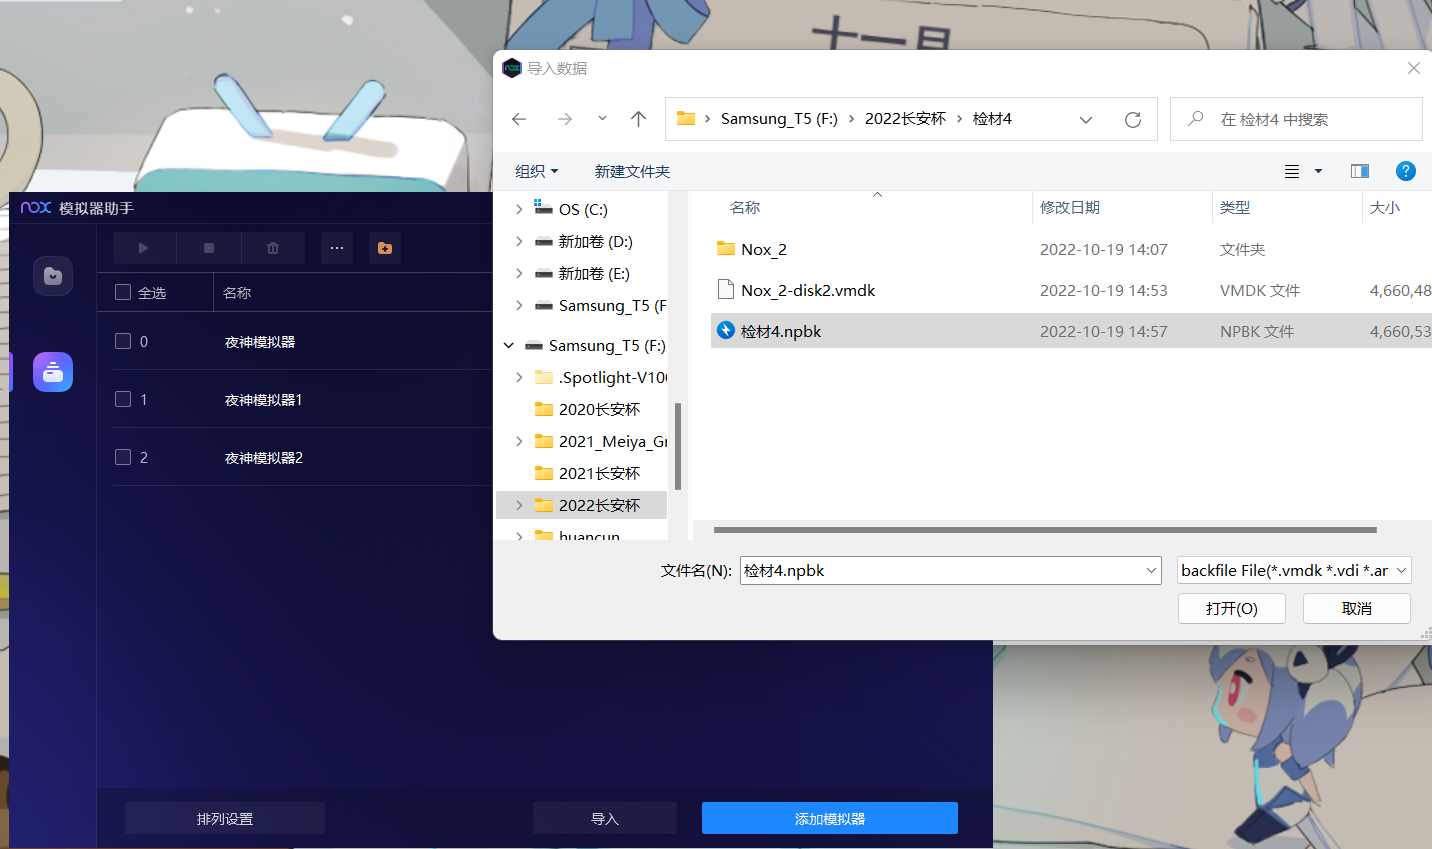 十一月
nox 导入数据
Samsung_T5 (F:) 2022长安杯 检材4
在 检材4 中搜索
组织 新建文件夹
?
OS (C:)
新加卷 (D:)
新加卷 (E:)
Samsung_T5 (F
Samsung_T5 (F:)
.Spotlight-V10
2020长安杯
2021_Meiya_Gr
2021长安杯
2022长安杯
huancun
名称 修改日期 类型 大小
Nox_2 2022-10-19 14:07 文件夹
Nox_2-disk2.vmdk 2022-10-19 14:53 VMDK 文件 4,660,48
检材4.npbk 2022-10-19 14:57 NPBK 文件 4,660,53
文件名(N): 检材4.npbk backfile File(*.vmdk *.vdi *.ar
打开(O) 取消
nox 模拟器助手
全选 名称
0 夜神模拟器
1 夜神模拟器1
2 夜神模拟器2
排列设置 导入 添加模拟器